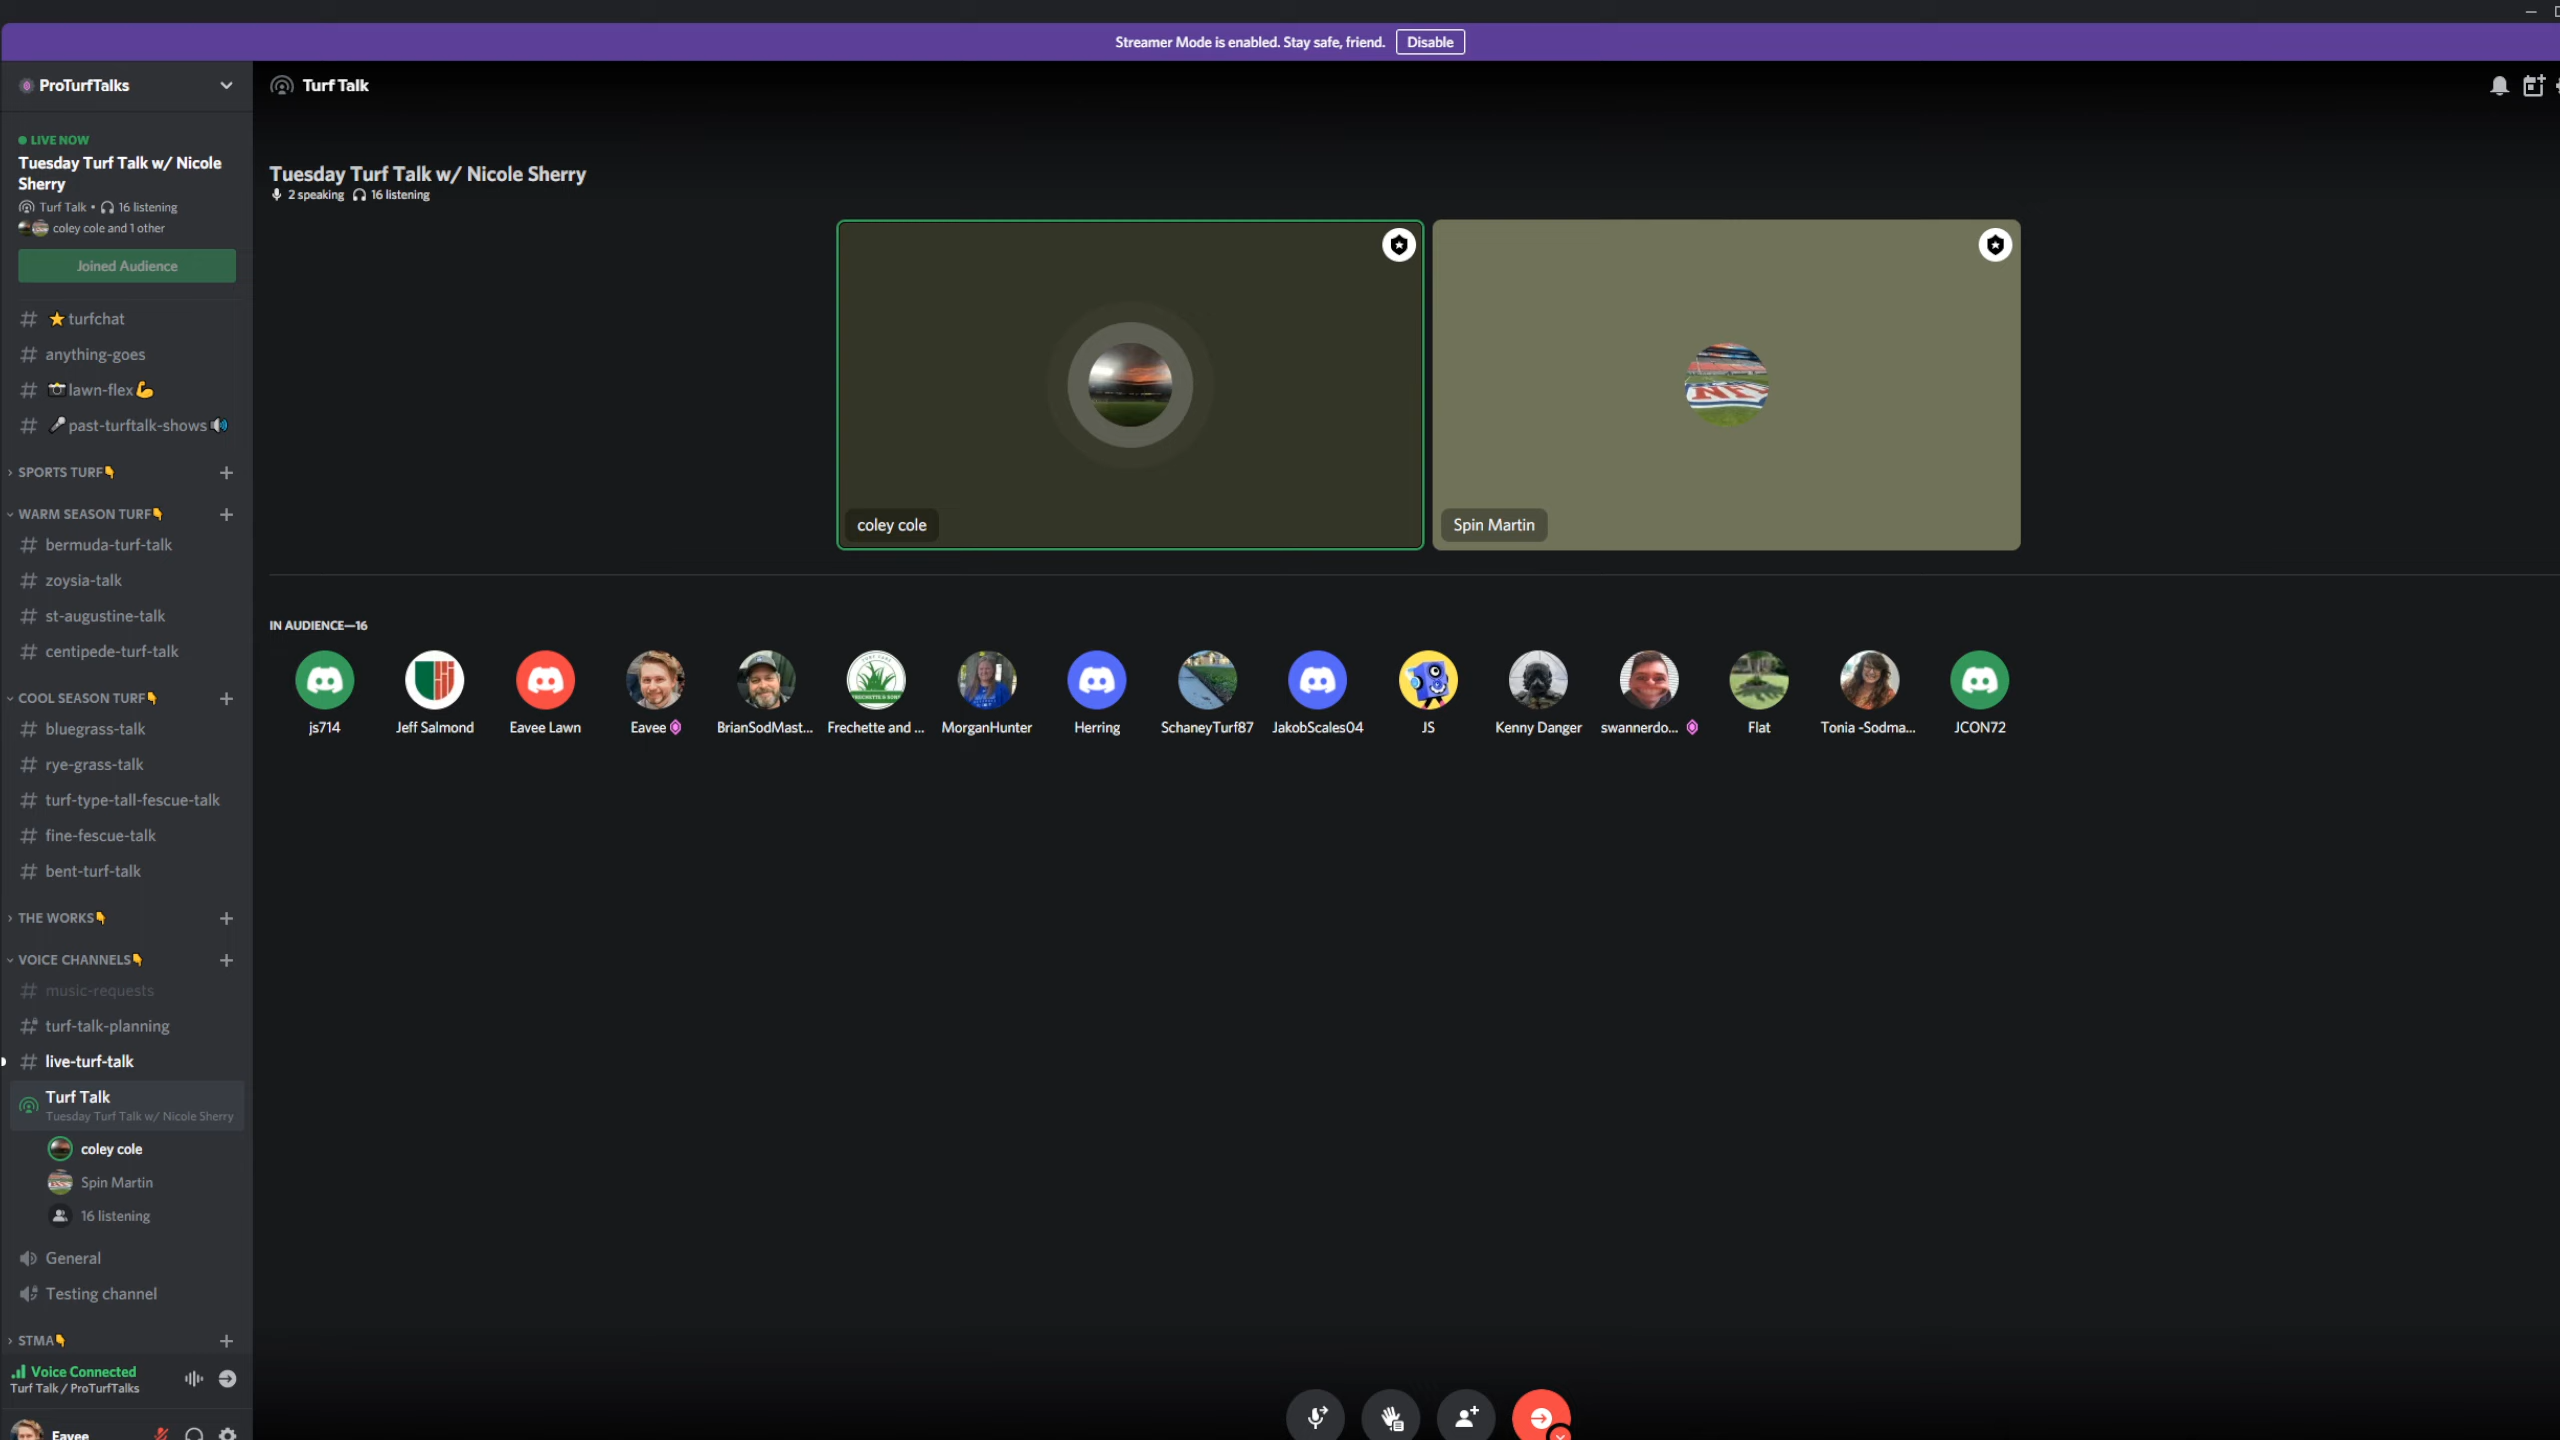 Streamer Mode is enabled. Stay safe, friend.
Disable
ProTurfTalks
LIVE NOW
Tuesday Turf Talk w/ Nicole
Sherry
Turf Talk • 16 listening
coley cole and 1 other
Joined Audience
# ⭐turfchat
# anything-goes
# 📸lawn-flex💪
# 🎤past-turftalk-shows🔊
SPORTS TURF👇
WARM SEASON TURF👇
# bermuda-turf-talk
# zoysia-talk
# st-augustine-talk
# centipede-turf-talk
COOL SEASON TURF👇
# bluegrass-talk
# rye-grass-talk
# turf-type-tall-fescue-talk
# fine-fescue-talk
# bent-turf-talk
THE WORKS👇
VOICE CHANNELS👇
# music-requests
# turf-talk-planning
# live-turf-talk
Turf Talk
Tuesday Turf Talk w/ Nicole Sherry
coley cole
Spin Martin
16 listening
General
Testing channel
STMA👇
Voice Connected
Turf Talk / ProTurfTalks
Eavee
Turf Talk
Tuesday Turf Talk w/ Nicole Sherry
2 speaking 16 listening
coley cole
Spin Martin
IN AUDIENCE—16
js714
Jeff Salmond
Eavee Lawn
Eavee
BrianSodMast...
Frechette and ...
MorganHunter
Herring
SchaneyTurf87
JakobScales04
JS
Kenny Danger
swannerdo...
Flat
Tonia -Sodma...
JCON72